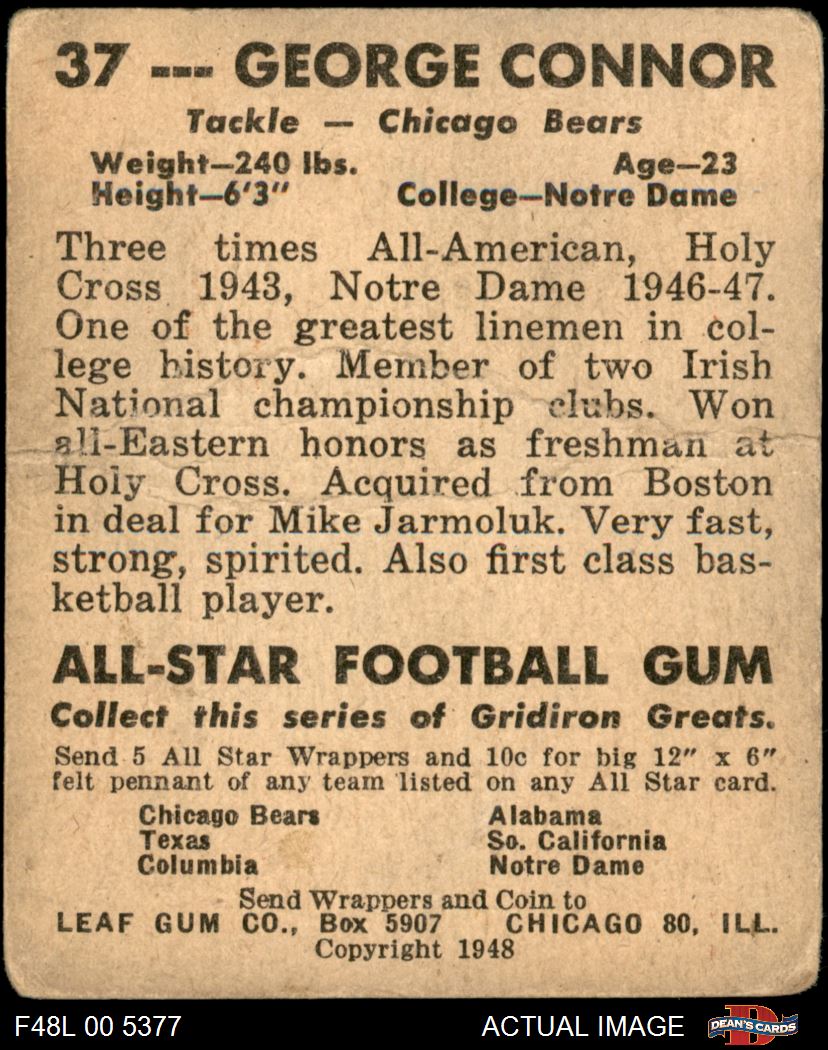 37 --- GEORGE CONNOR
Tackle — Chicago Bears
Weight—240 lbs. Age—23
Height—6'3" College—Notre Dame
Three times All-American, Holy
Cross 1943, Notre Dame 1946-47.
One of the greatest linemen in col-
lege history. Member of two Irish
National championship clubs. Won
all-Eastern honors as freshman at
Holy Cross. Acquired from Boston
in deal for Mike Jarmoluk. Very fast,
strong, spirited. Also first class bas-
ketball player.
ALL-STAR FOOTBALL GUM
Collect this series of Gridiron Greats.
Send 5 All Star Wrappers and 10c for big 12" x 6"
felt pennant of any team listed on any All Star card.
Chicago Bears Alabama
Texas So. California
Columbia Notre Dame
Send Wrappers and Coin to
LEAF GUM CO., Box 5907 CHICAGO 80, ILL.
Copyright 1948
F48L 00 5377 ACTUAL IMAGE DEAN'S CARDS